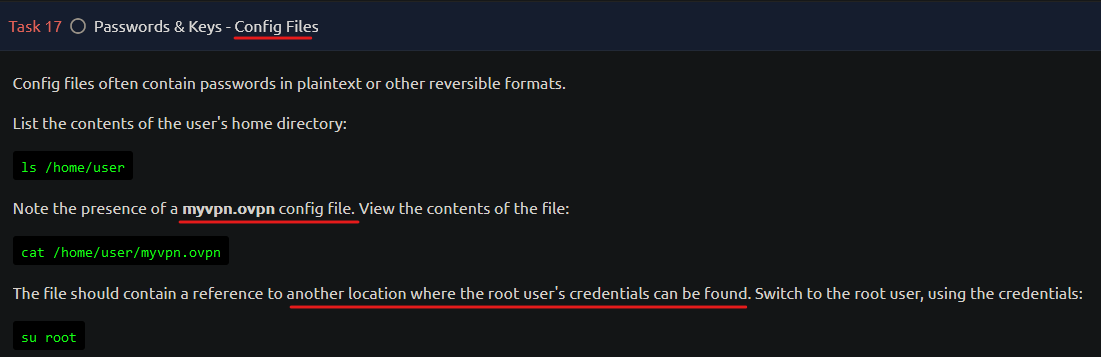 Task 17 Passwords & Keys - Config Files
Config files often contain passwords in plaintext or other reversible formats.
List the contents of the user's home directory:
ls /home/user
Note the presence of a myvpn.ovpn config file. View the contents of the file:
cat /home/user/myvpn.ovpn
The file should contain a reference to another location where the root user's credentials can be found. Switch to the root user, using the credentials:
su root